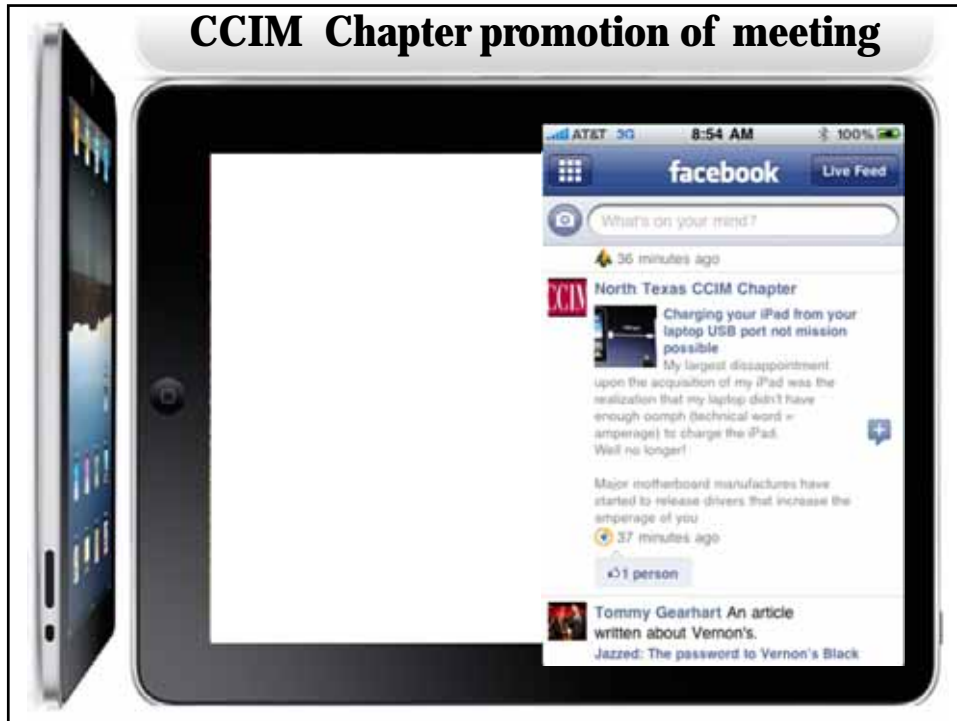 CCIM Chapter promotion of meeting
AT&T 3G 8:54 AM 100%
facebook Live Feed
What's on your mind?
36 minutes ago
CCIM
North Texas CCIM Chapter
Charging your iPad from your
laptop USB port not mission
possible
My largest dissappointment
upon the acquisition of my iPad was the
realization that my laptop didn't have
enough oomph (technical word =
amperage) to charge the iPad.
Well no longer!
Major motherboard manufactures have
started to release drivers that increase the
amperage of you
37 minutes ago
1 person
Tommy Gearhart An article
written about Vernon's.
Jazzed: The password to Vernon's Black